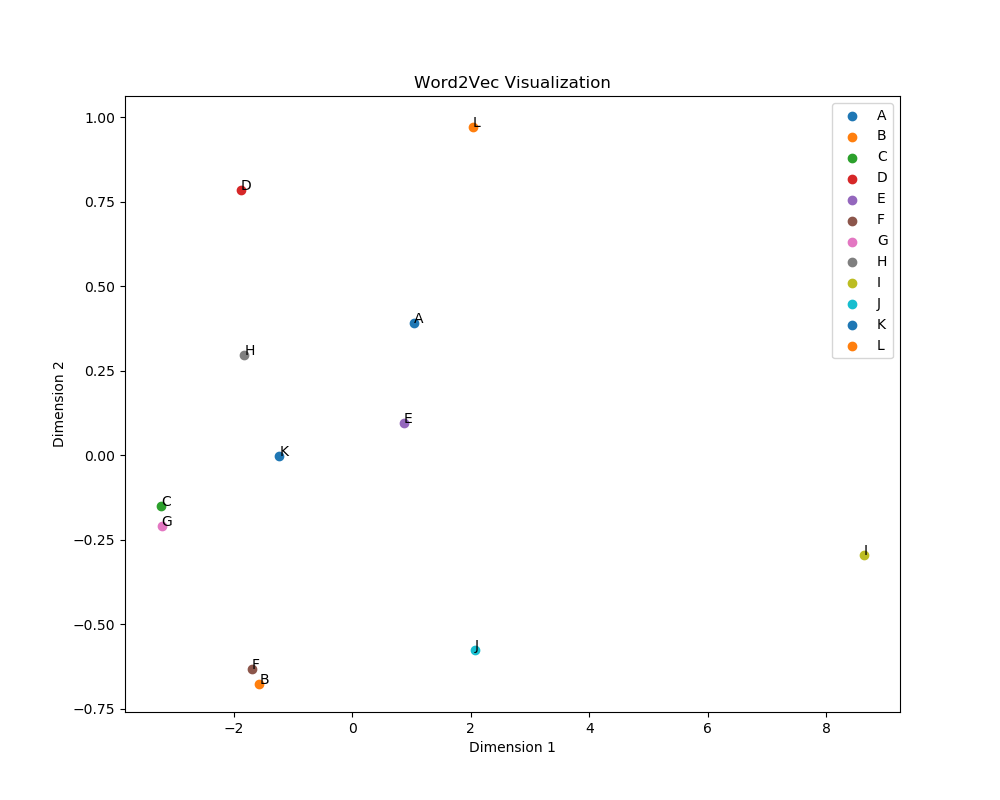 Word2Vec Visualization
1.00
0.75
0.50
0.25
0.00
−0.25
−0.50
−0.75
Dimension 2
L
D
A
H
E
K
C
G
I
J
F
B
A
B
C
D
E
F
G
H
I
J
K
L
−2
0
2
4
6
8
Dimension 1